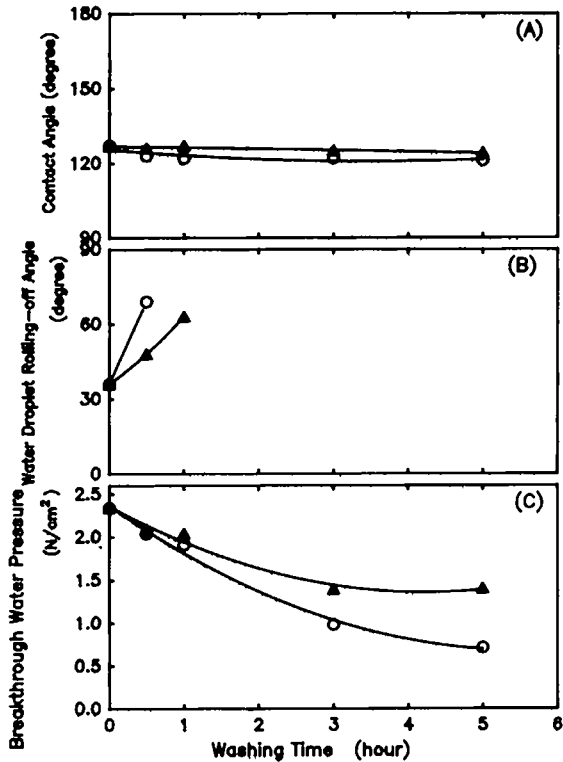 180
(A)
150
120
90
Contact Angle (degree)
90
(B)
60
30
0
Water Droplet Rolling-off Angle
(degree)
2.5
(C)
2.0
1.5
1.0
0.5
0.0
Breakthrough Water Pressure
(N/cm²)
0 1 2 3 4 5 6
Washing Time (hour)